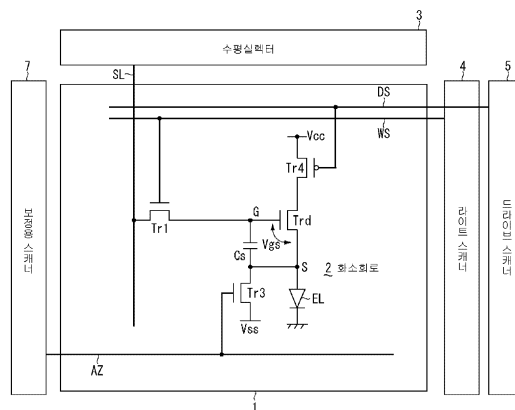 3
수평실렉터
7
SL
4
5
DS
WS
Vcc
Tr4
G
Trd
Tr1
Vgs
Cs
S
2 화소회로
Tr3
EL
Vss
AZ
1
보정용 스캐너
라이트 스캐너
드라이브 스캐너